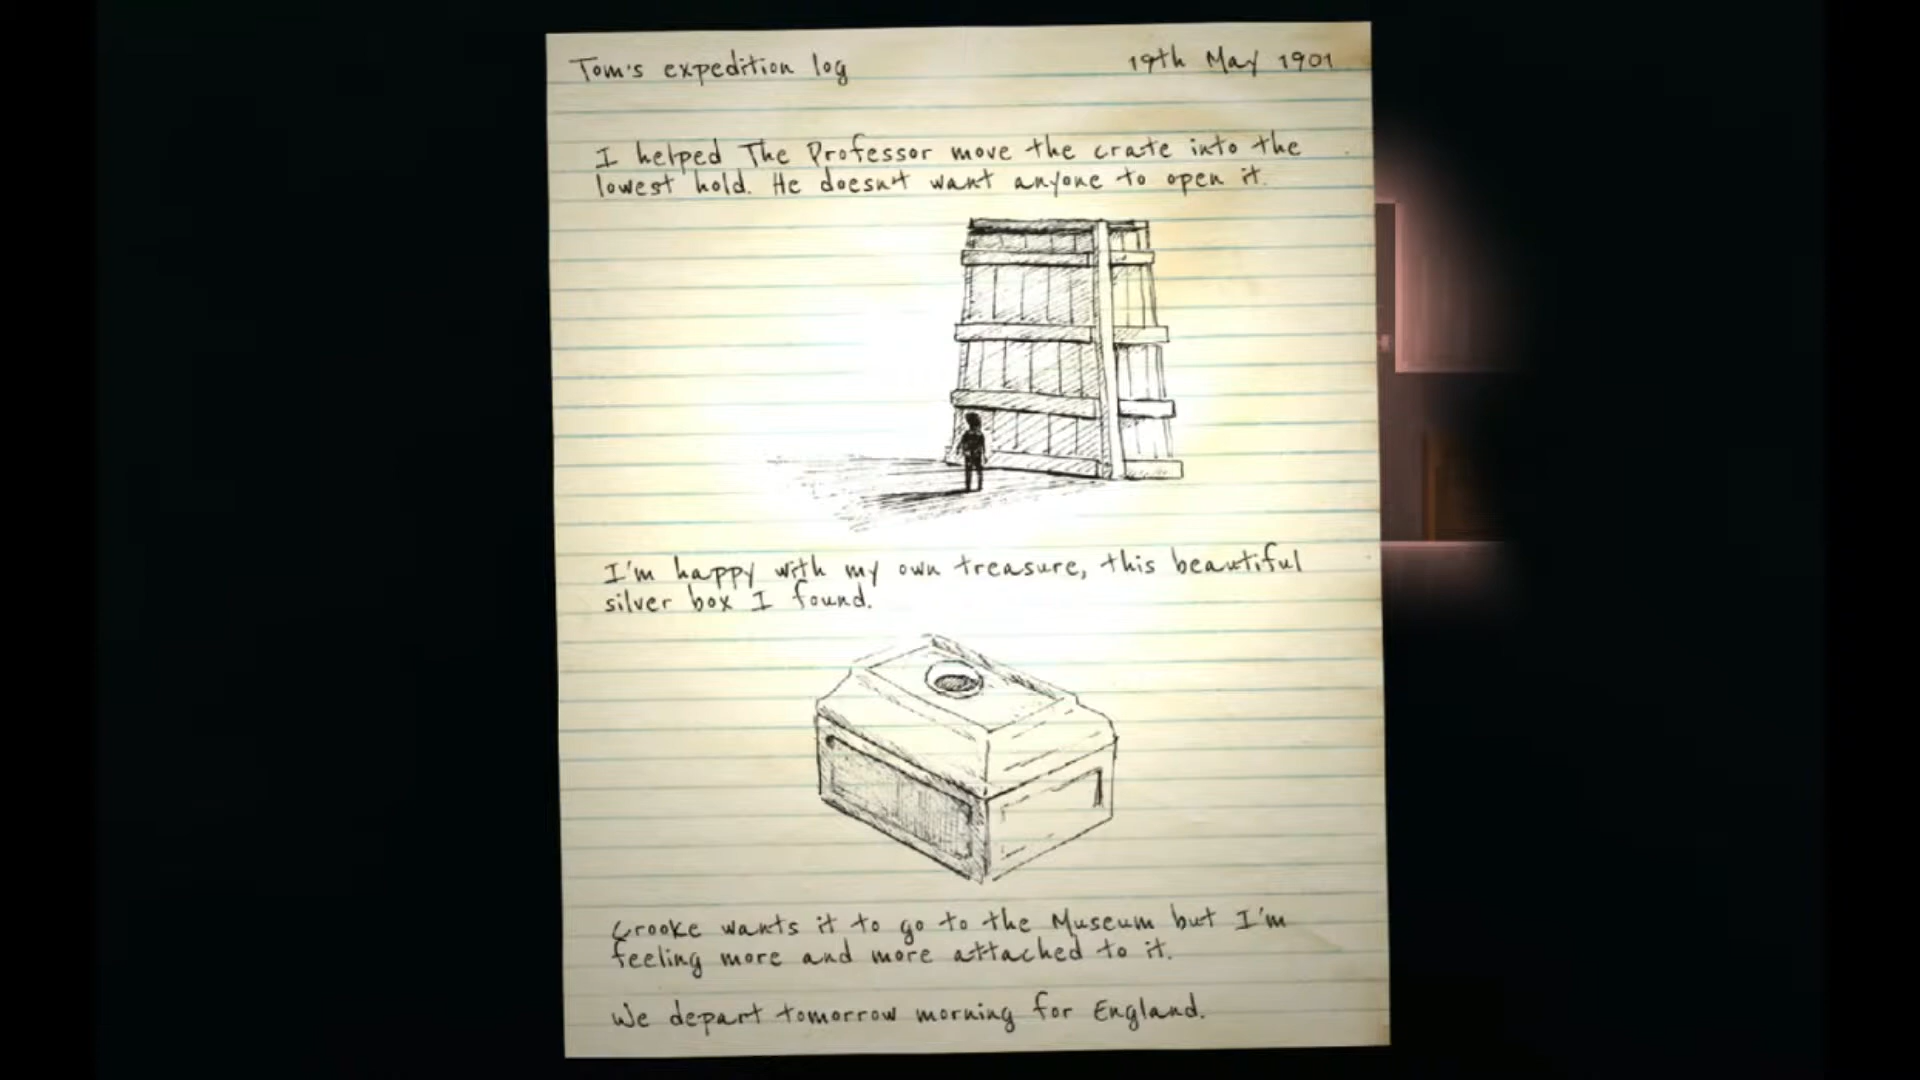 Tom's expedition log
19th May 1901
I helped The Professor move the crate into the
lowest hold. He doesn't want anyone to open it.
I'm happy with my own treasure, this beautiful
silver box I found.
Crooke wants it to go to the Museum but I'm
feeling more and more attached to it.
We depart tomorrow morning for England.